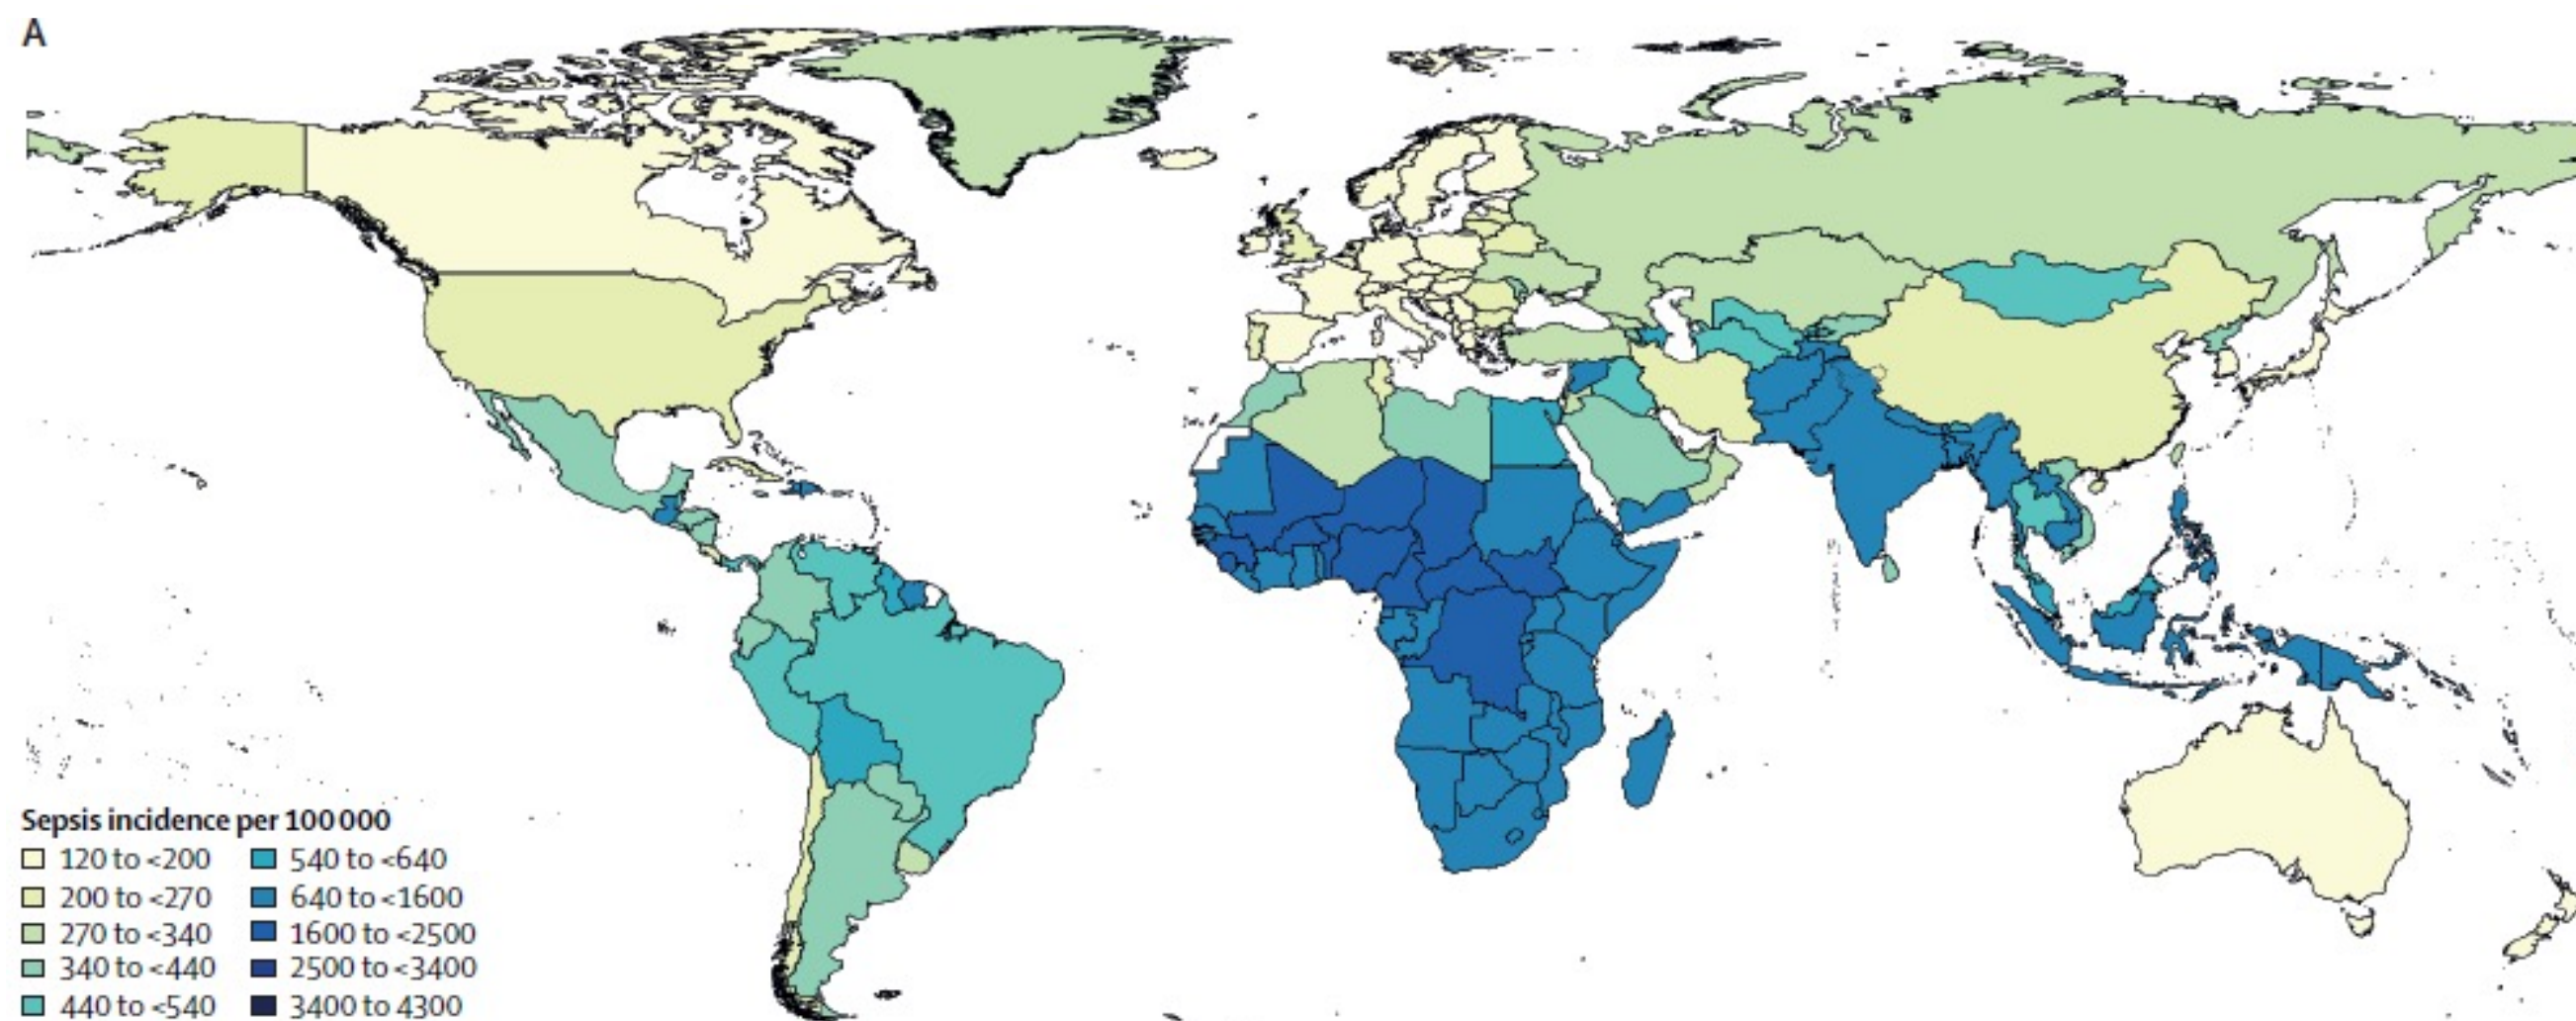 A
Sepsis incidence per 100 000
120 to <200
200 to <270
270 to <340
340 to <440
440 to <540
540 to <640
640 to <1600
1600 to <2500
2500 to <3400
3400 to 4300